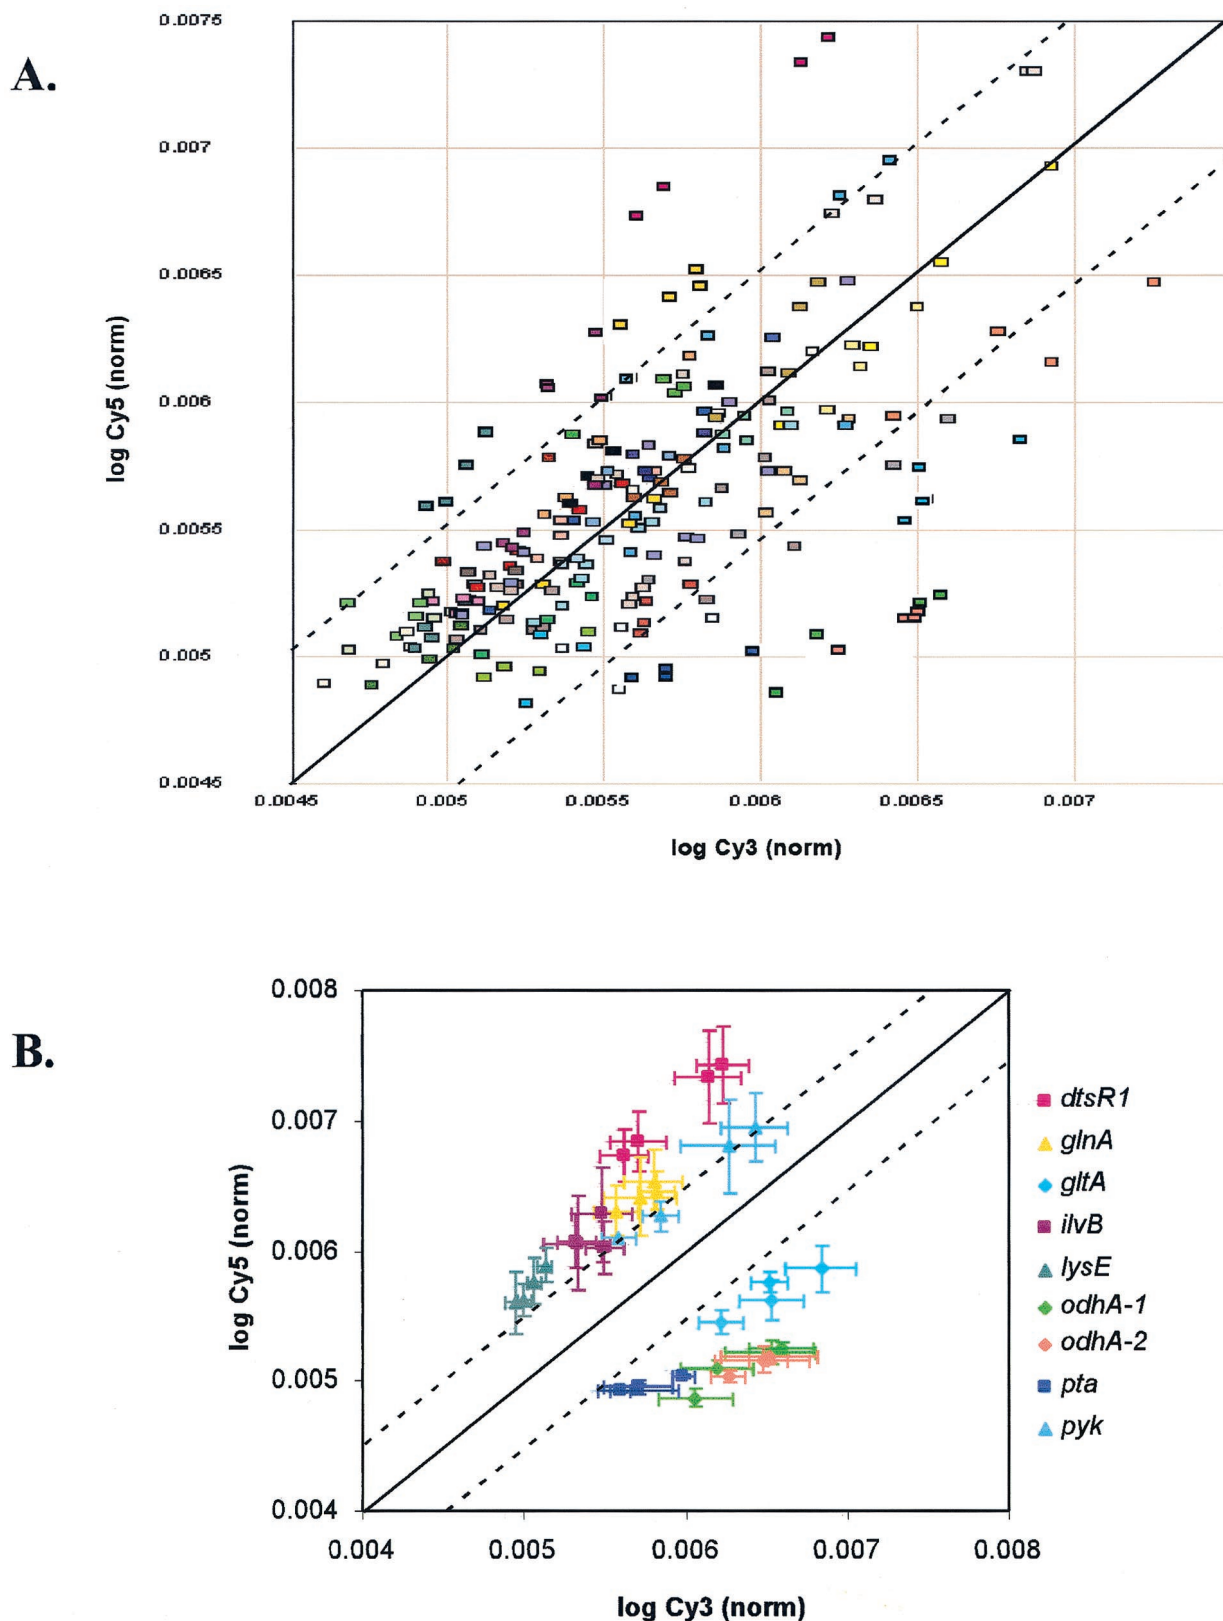 A.
0.0075
0.007
0.0065
0.006
0.0055
0.005
0.0045
log Cy5 (norm)
0.0045 0.005 0.0055 0.006 0.0065 0.007
log Cy3 (norm)
B.
0.008
0.007
0.006
0.005
0.004
log Cy5 (norm)
0.004 0.005 0.006 0.007 0.008
log Cy3 (norm)
dtsR1
glnA
gltA
ilvB
lysE
odhA-1
odhA-2
pta
pyk